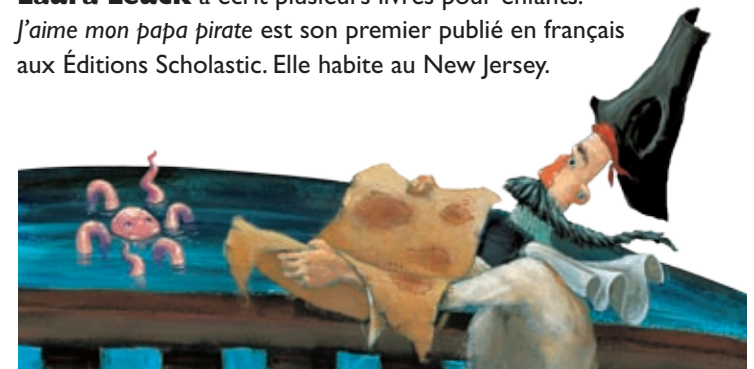 Laura Leuck a écrit plusieurs livres pour enfants.
J'aime mon papa pirate est son premier publié en français
aux Éditions Scholastic. Elle habite au New Jersey.